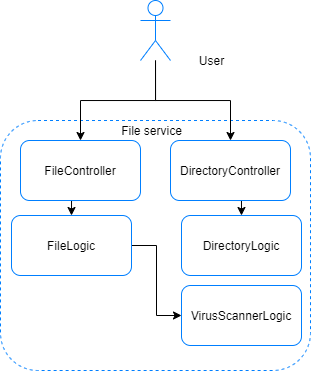 User
File service
FileController
DirectoryController
FileLogic
DirectoryLogic
VirusScannerLogic